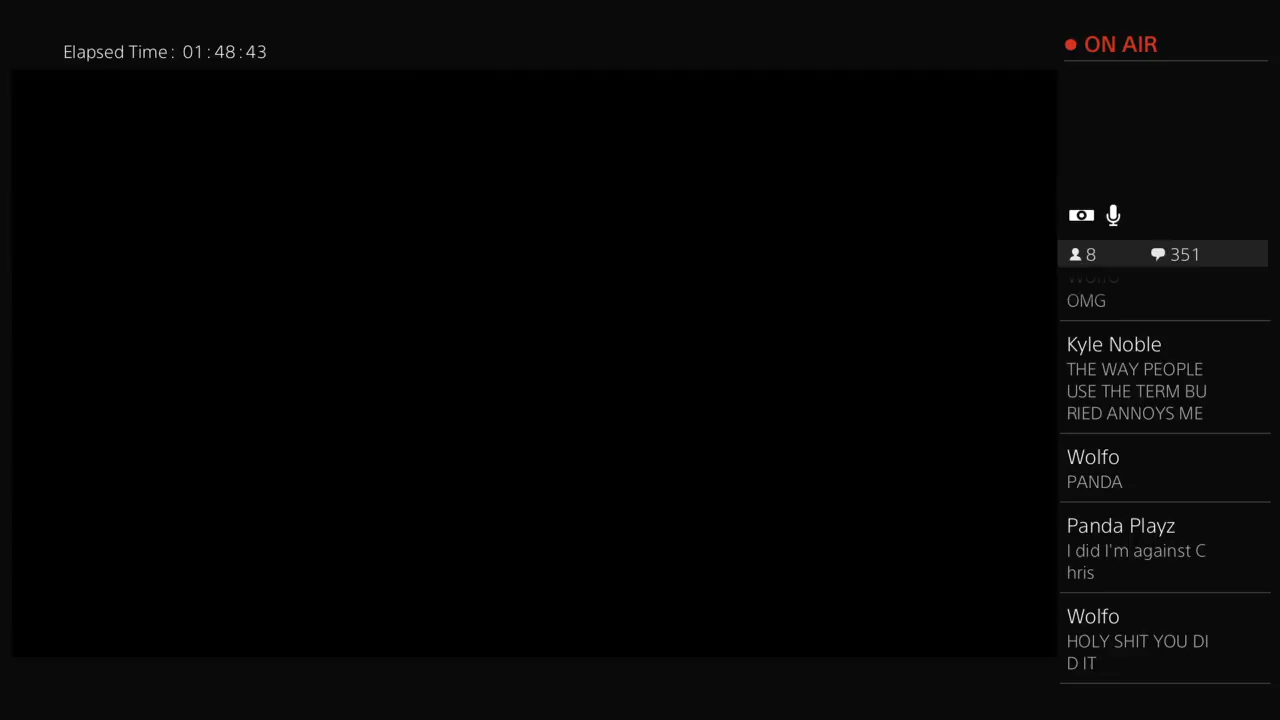 Elapsed Time: 01:48:43
ON AIR
8 351
Wolfo
OMG
Kyle Noble
THE WAY PEOPLE
USE THE TERM BU
RIED ANNOYS ME
Wolfo
PANDA
Panda Playz
I did I'm against C
hris
Wolfo
HOLY SHIT YOU DI
D IT